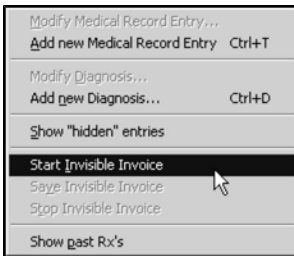 Modify Medical Record Entry...
Add new Medical Record Entry Ctrl+T
Modify Diagnosis...
Add new Diagnosis... Ctrl+D
Show "hidden" entries
Start Invisible Invoice
Save Invisible Invoice
Stop Invisible Invoice
Show past Rx's